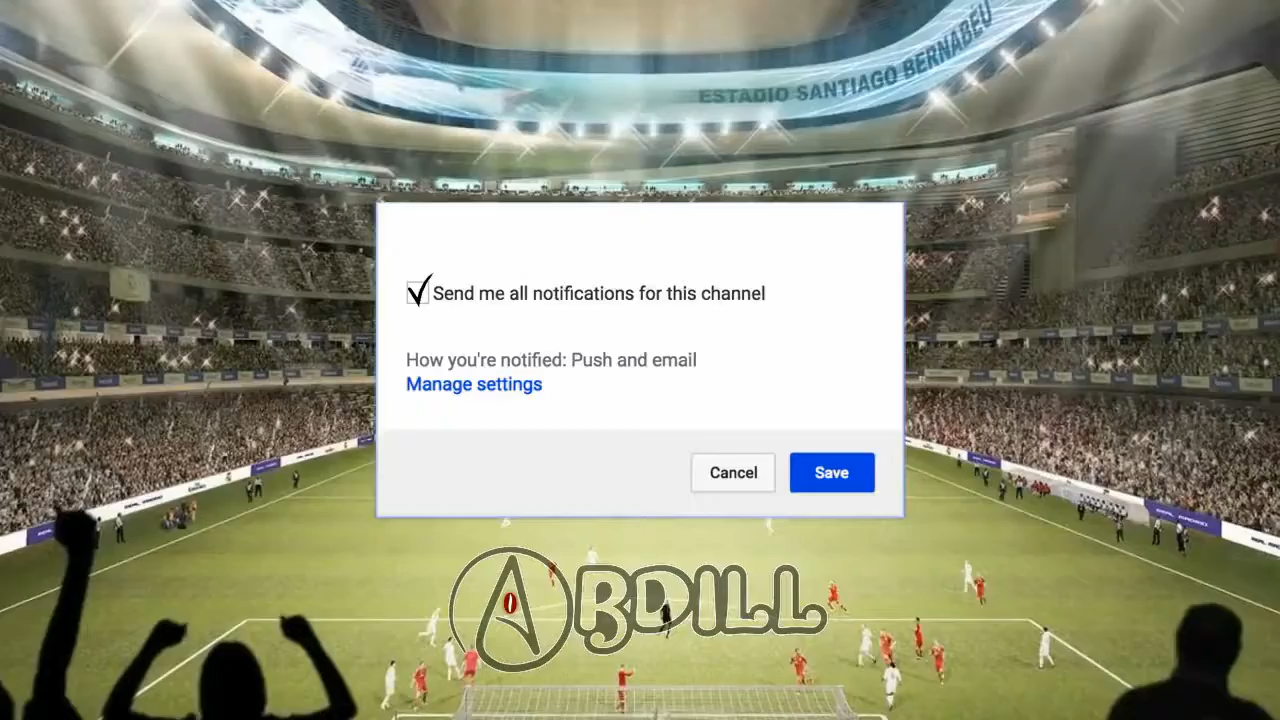 ESTADIO SANTIAGO BERNABÉU
Send me all notifications for this channel
How you're notified: Push and email
Manage settings
Cancel
Save
ABDILL